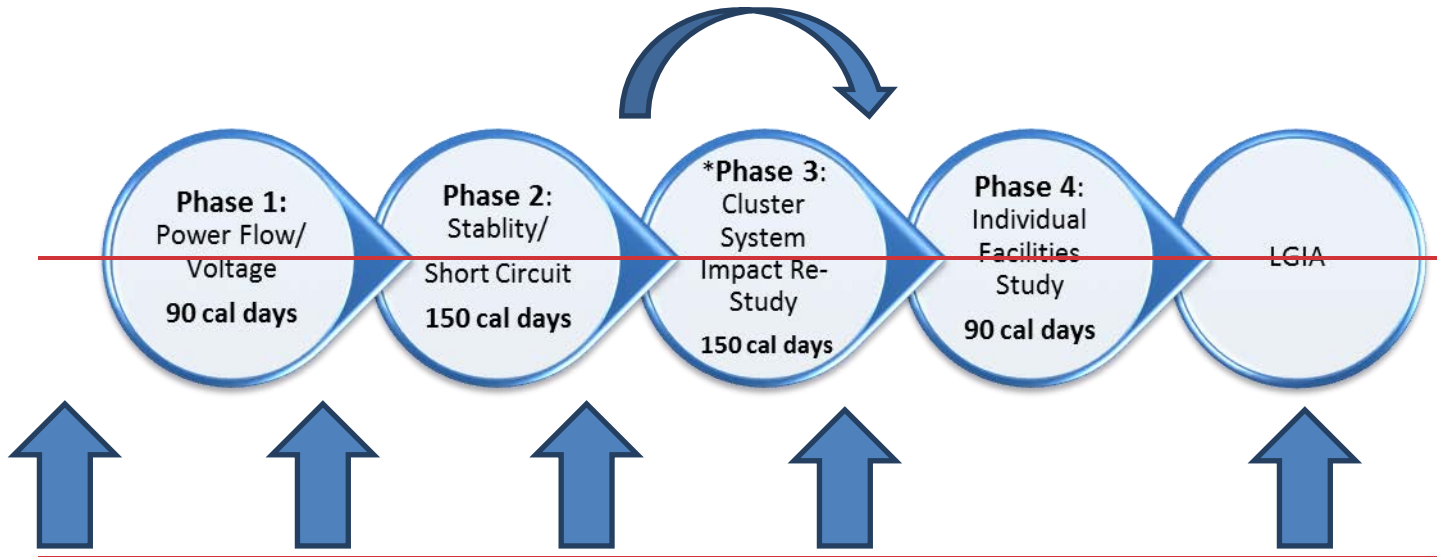 Phase 1:
Power Flow/
Voltage
90 cal days
Phase 2:
Stablity/
Short Circuit
150 cal days
*Phase 3:
Cluster
System
Impact Re-
Study
150 cal days
Phase 4:
Individual
Facilities
Study
90 cal days
LGIA